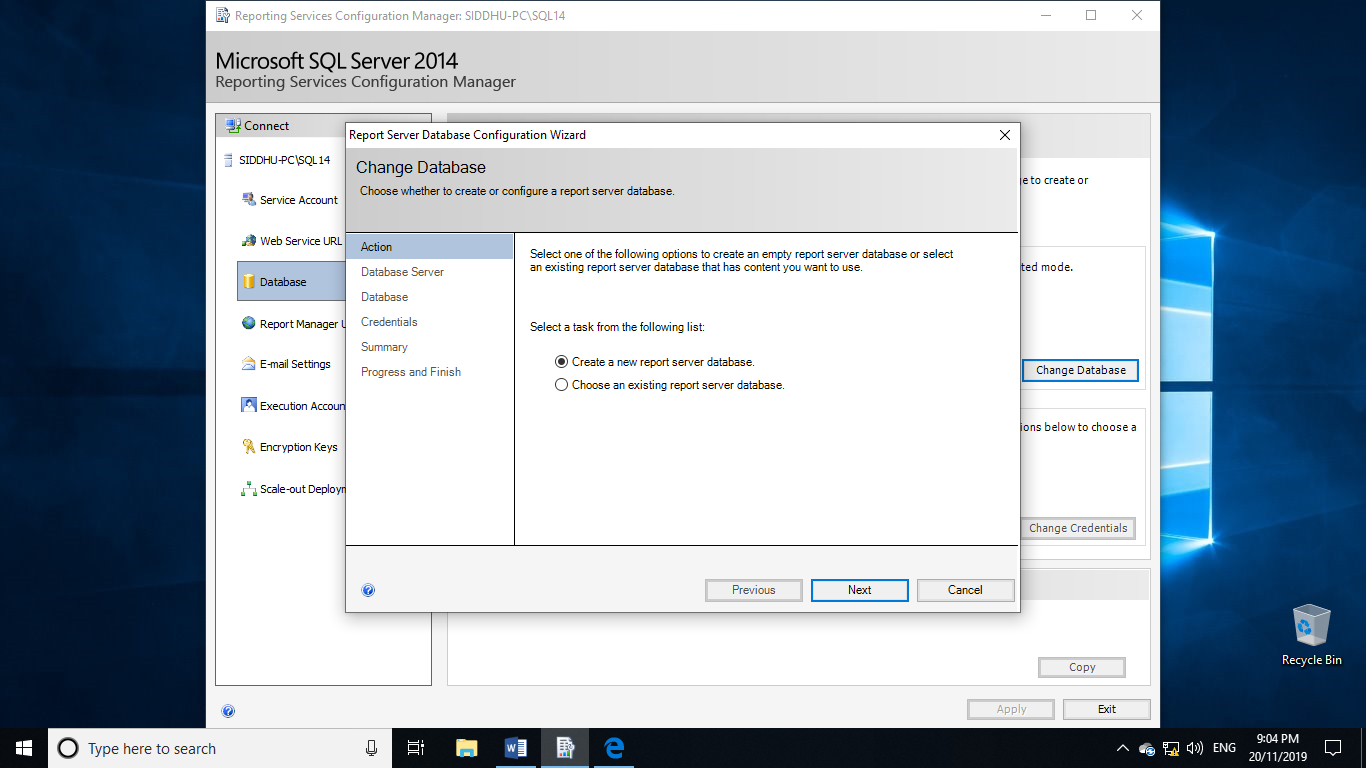 Reporting Services Configuration Manager: SIDDHU-PC\SQL14
Microsoft SQL Server 2014
Reporting Services Configuration Manager
Connect
SIDDHU-PC\SQL14
Service Account
Web Service URL
Database
Report Manager U
E-mail Settings
Execution Accoun
Encryption Keys
Scale-out Deploym
Report Server Database Configuration Wizard
Change Database
Choose whether to create or configure a report server database.
Action
Database Server
Database
Credentials
Summary
Progress and Finish
Select one of the following options to create an empty report server database or select
an existing report server database that has content you want to use.
Select a task from the following list:
Create a new report server database.
Choose an existing report server database.
Previous
Next
Cancel
ge to create or
ted mode.
Change Database
ions below to choose a
Change Credentials
Copy
Apply
Exit
Recycle Bin
Type here to search
ENG
9:04 PM
20/11/2019